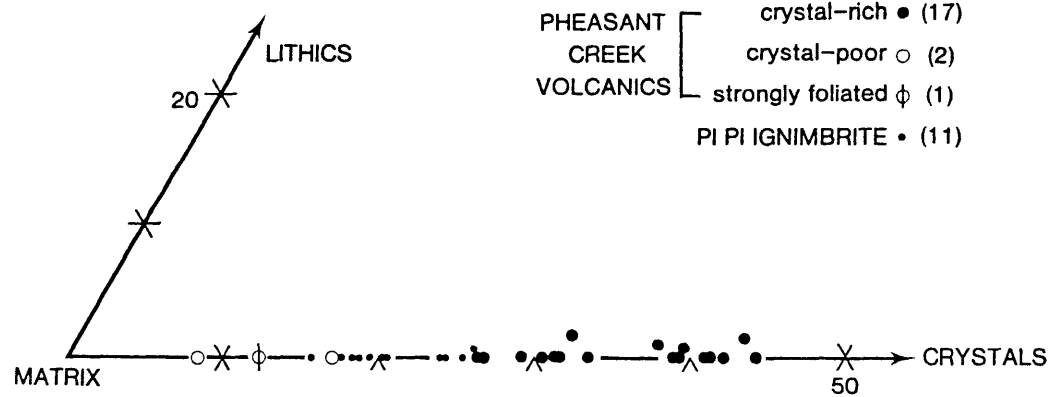 PHEASANT
CREEK
VOLCANICS
crystal-rich ● (17)
crystal-poor ○ (2)
strongly foliated ϕ (1)
PI PI IGNIMBRITE • (11)
LITHICS
20
MATRIX
CRYSTALS
50